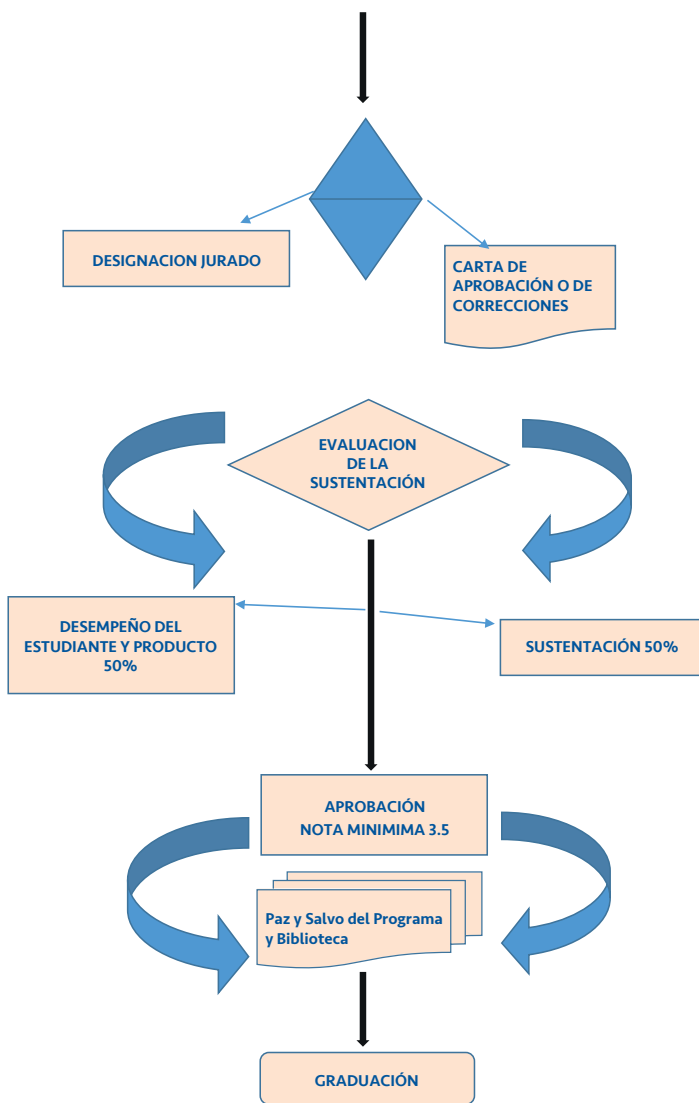 DESIGNACION JURADO
CARTA DE
APROBACIÓN O DE
CORRECCIONES
EVALUACION
DE LA
SUSTENTACIÓN
DESEMPEÑO DEL
ESTUDIANTE Y PRODUCTO
50%
SUSTENTACIÓN 50%
APROBACIÓN
NOTA MINIMIMA 3.5
Paz y Salvo del Programa
y Biblioteca
GRADUACIÓN